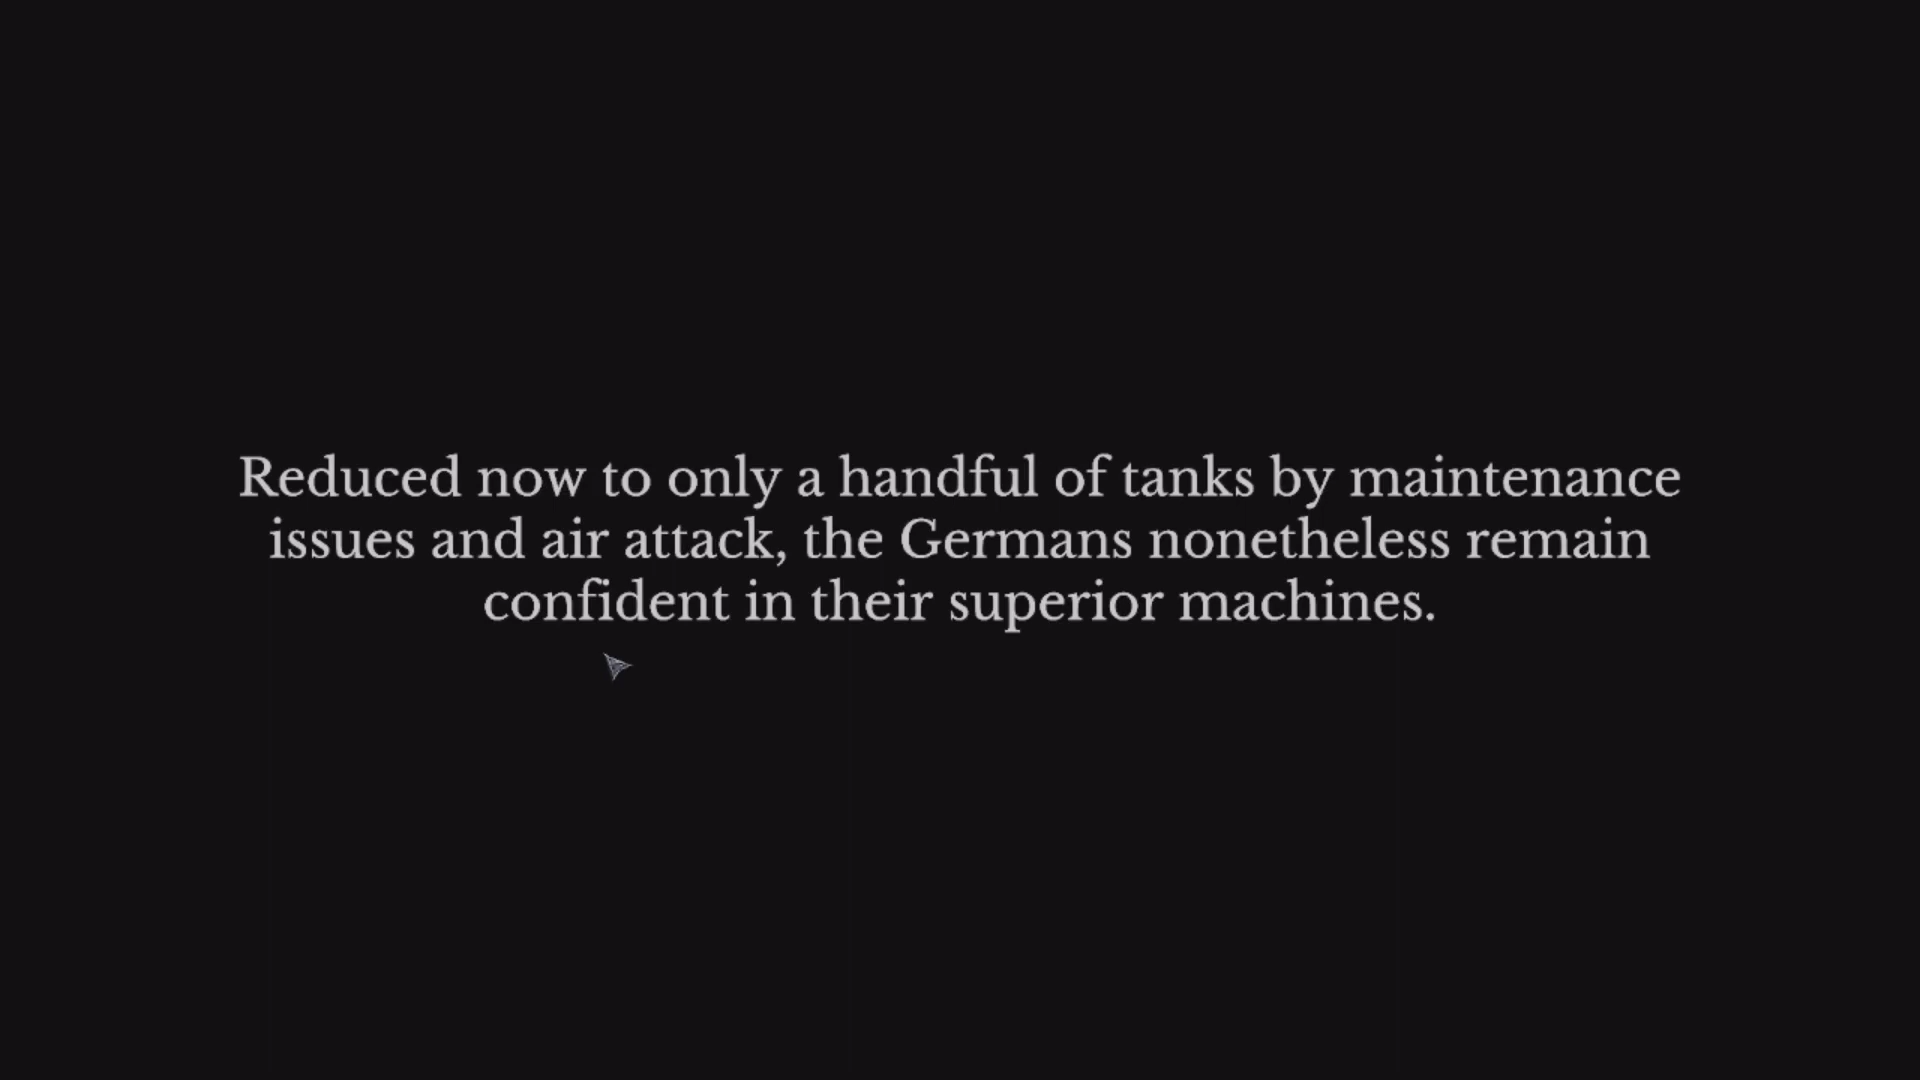 Reduced now to only a handful of tanks by maintenance
issues and air attack, the Germans nonetheless remain
confident in their superior machines.